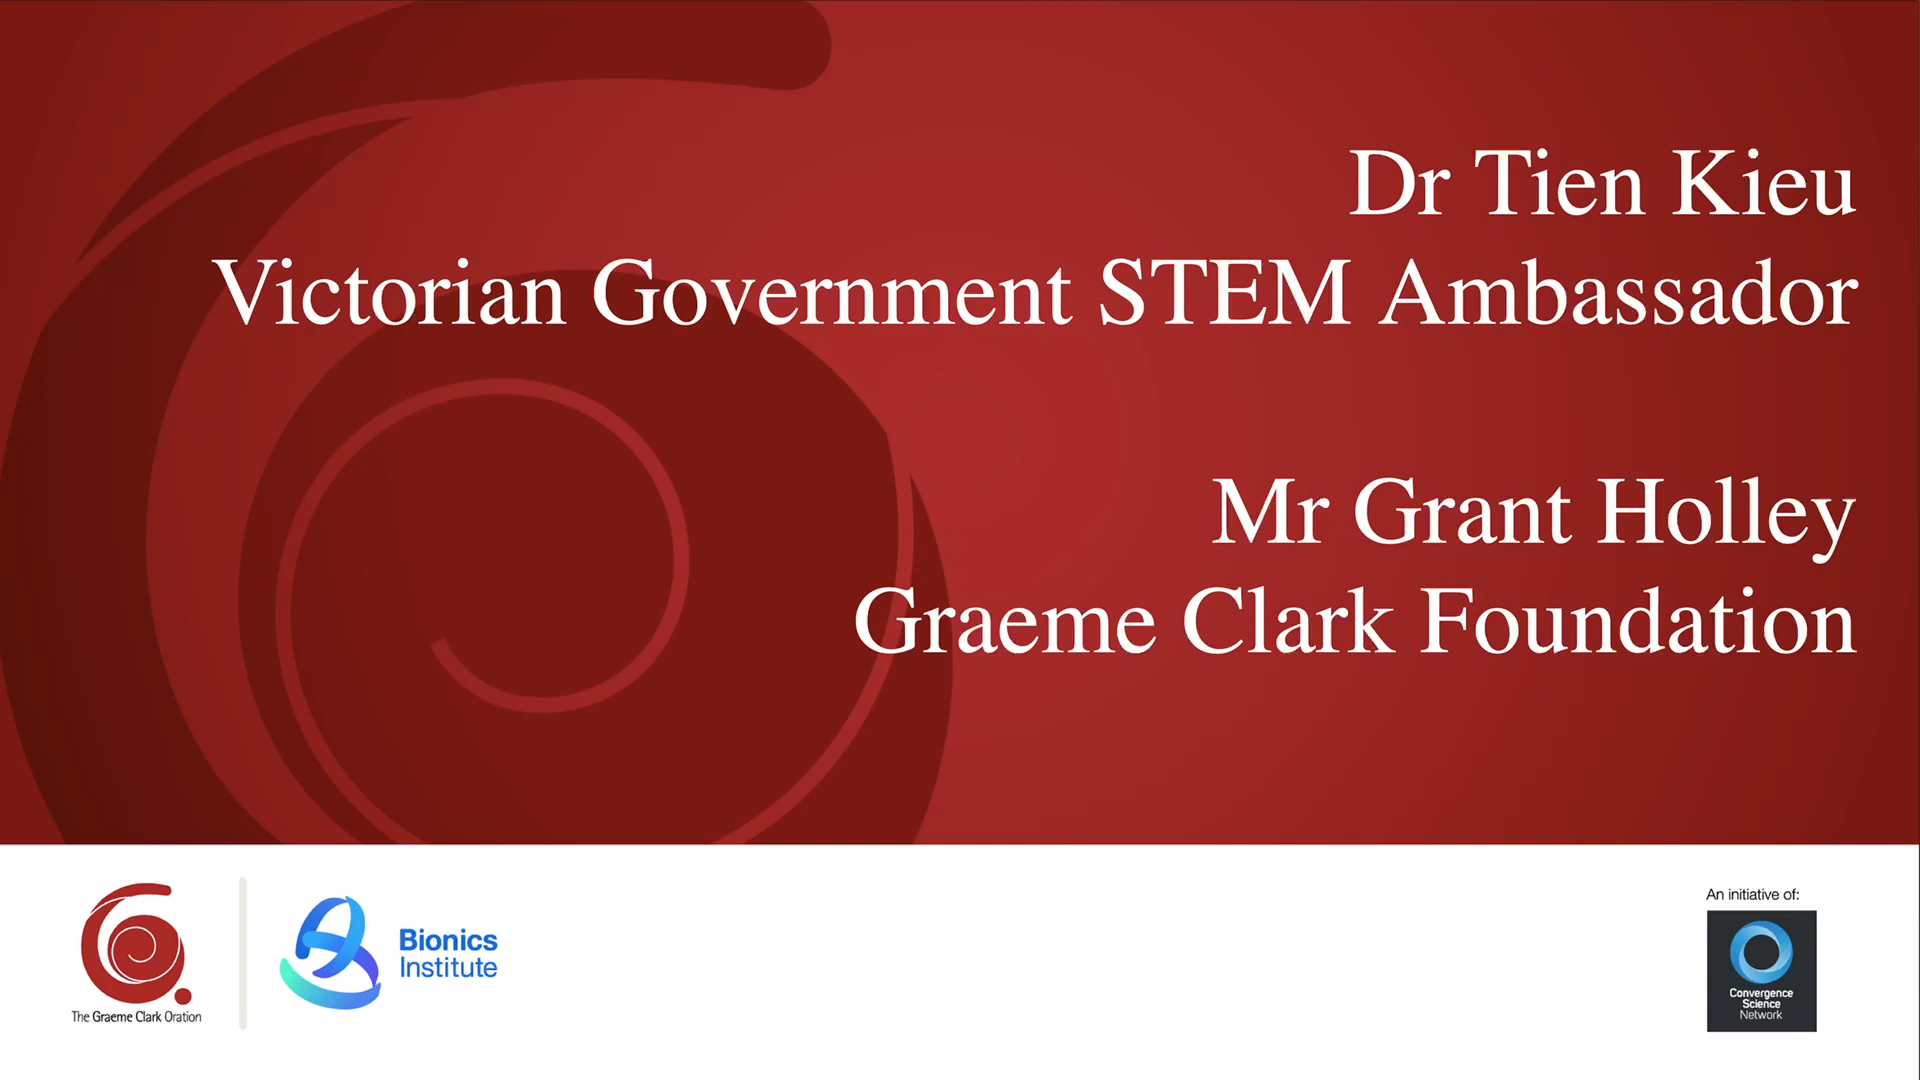 Dr Tien Kieu
Victorian Government STEM Ambassador
Mr Grant Holley
Graeme Clark Foundation
The Graeme Clark Oration
Bionics
Institute
An initiative of:
Convergence
Science
Network